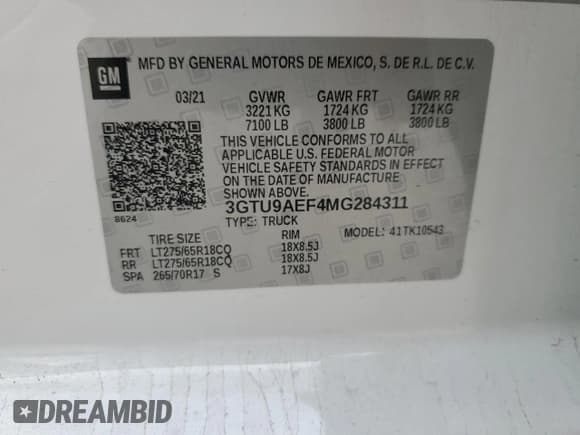 GM
MFD BY GENERAL MOTORS DE MEXICO, S. DE R.L. DE C.V.
03/21 GVWR GAWR FRT GAWR RR
3221 KG 1724 KG 1724 KG
7100 LB 3800 LB 3800 LB
THIS VEHICLE CONFORMS TO ALL
APPLICABLE U.S. FEDERAL MOTOR
VEHICLE SAFETY STANDARDS IN EFFECT
ON THE DATE OF MANUFACTURE
SHOWN ABOVE.
8624
3GTU9AEF4MG284311
TYPE: TRUCK
TIRE SIZE RIM MODEL: 41TK10543
FRT LT275/65R18CQ 18X8.5J
RR LT275/65R18CQ 18X8.5J
SPA 265/70R17 S 17X8J
DREAMBID